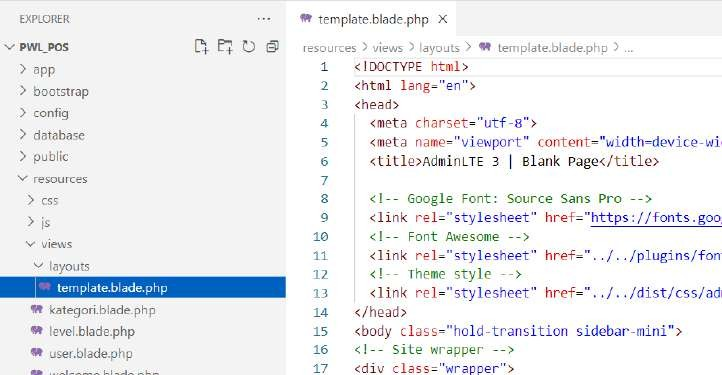 EXPLORER
PWL_POS
app
bootstrap
config
database
public
resources
css
js
views
layouts
template.blade.php
kategori.blade.php
level.blade.php
user.blade.php
welcome.blade.php
template.blade.php
resources > views > layouts > template.blade.php > ...
1 <!DOCTYPE html>
2 <html lang="en">
3 <head>
4 <meta charset="utf-8">
5 <meta name="viewport" content="width=device-wi
6 <title>AdminLTE 3 | Blank Page</title>
7
8 <!-- Google Font: Source Sans Pro -->
9 <link rel="stylesheet" href="https://fonts.goog
10 <!-- Font Awesome -->
11 <link rel="stylesheet" href="../../plugins/font
12 <!-- Theme style -->
13 <link rel="stylesheet" href="../../dist/css/adm
14 </head>
15 <body class="hold-transition sidebar-mini">
16 <!-- Site wrapper -->
17 <div class="wrapper">